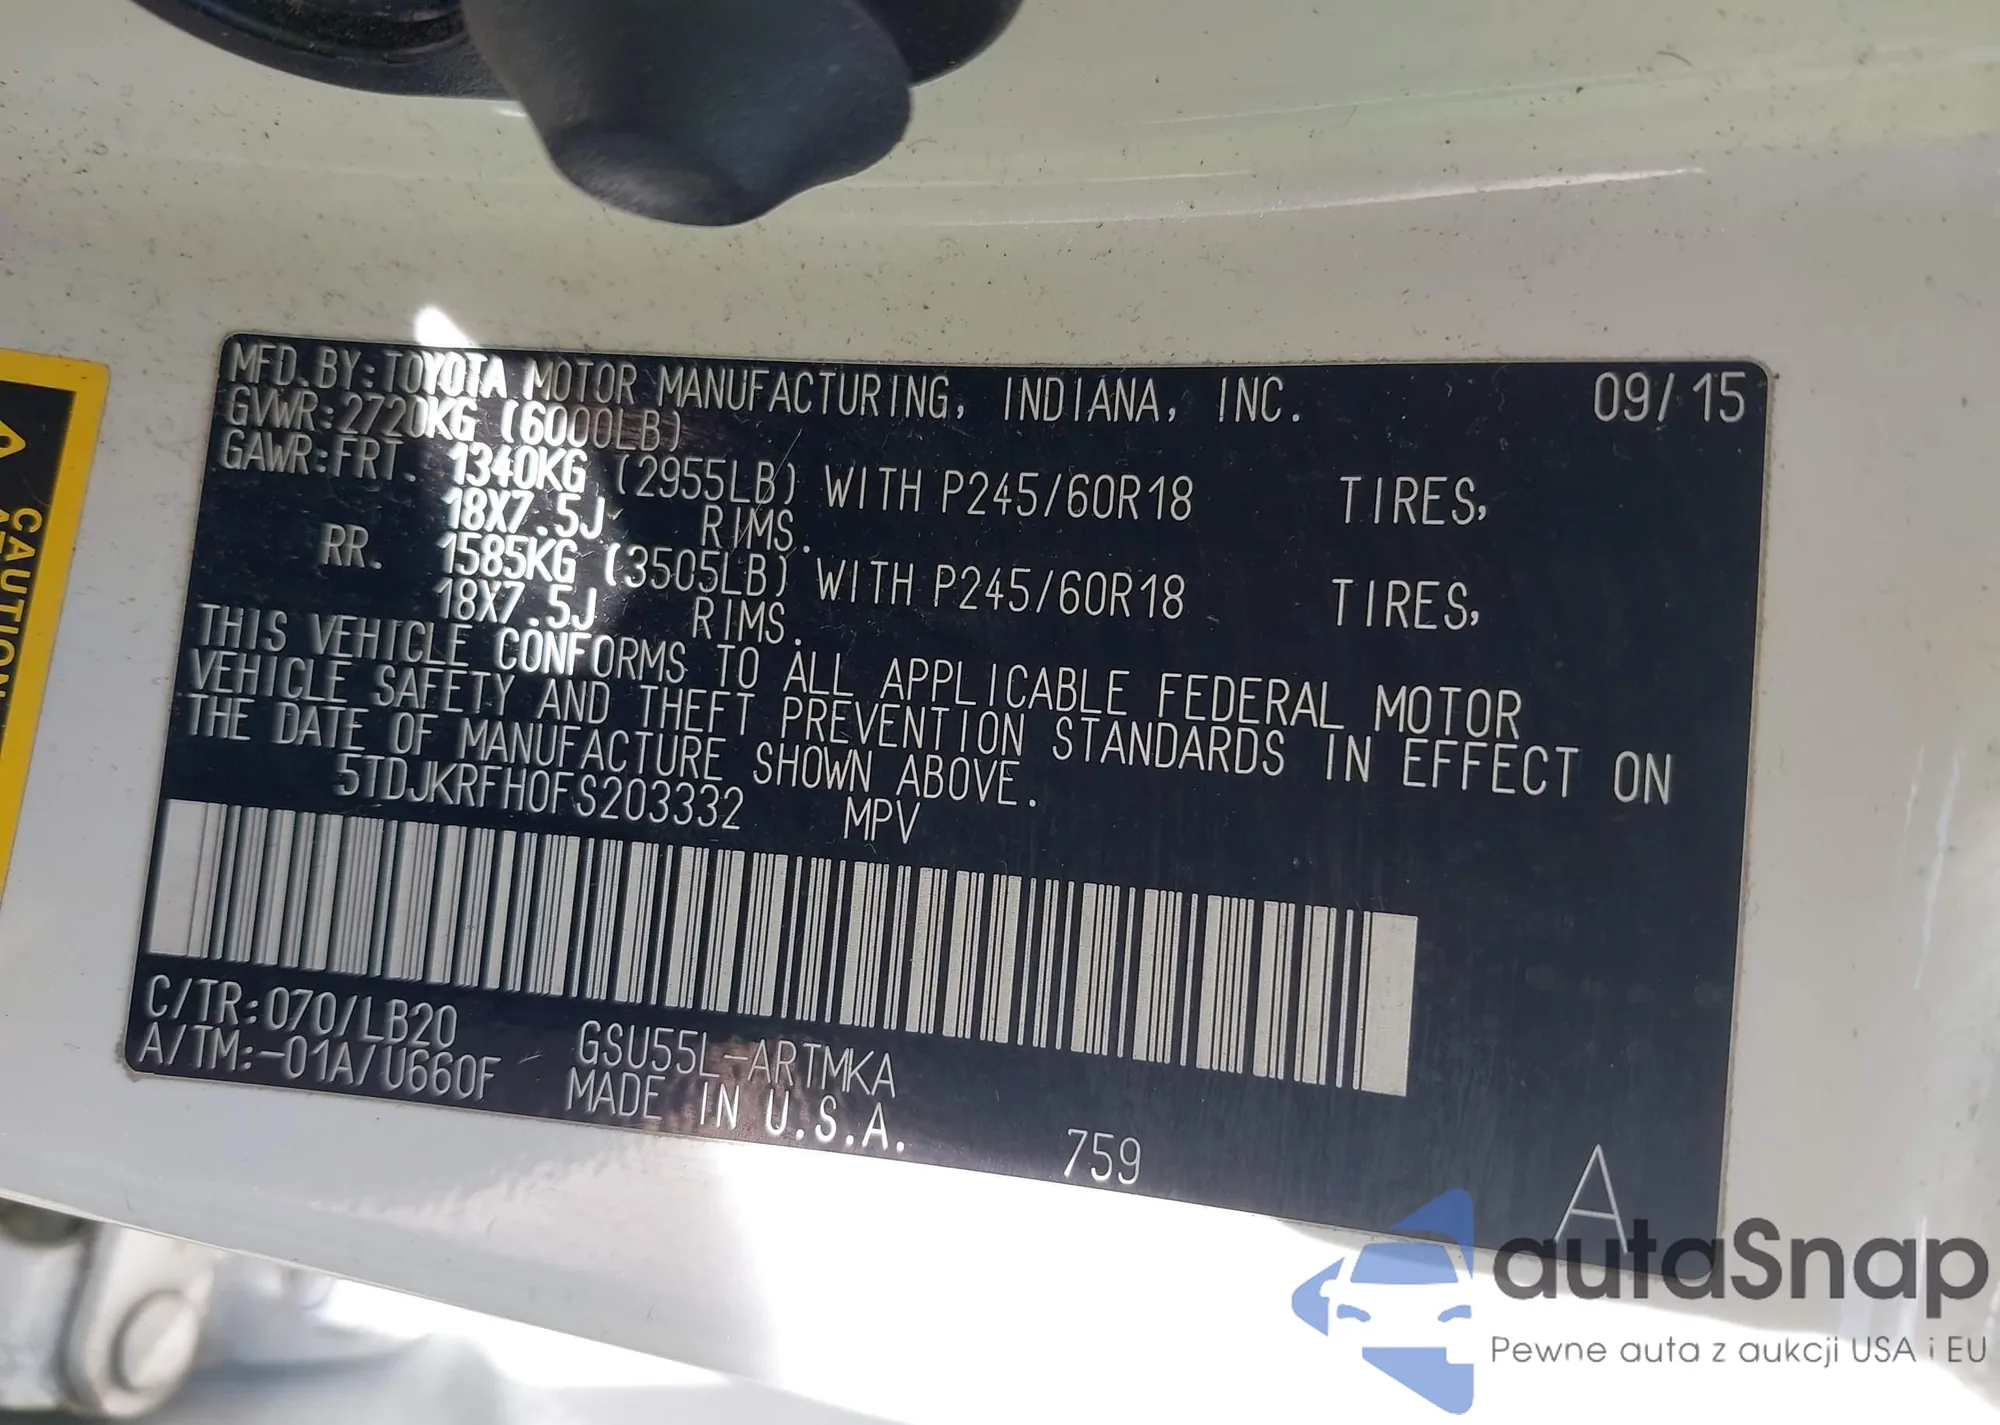 MFD.BY:TOYOTA MOTOR MANUFACTURING, INDIANA, INC. 09/15
GVWR:2720KG (6000LB)
GAWR:FRT. 1340KG (2955LB) WITH P245/60R18 TIRES,
18X7.5J RIMS.
RR. 1585KG (3505LB) WITH P245/60R18 TIRES,
18X7.5J RIMS.
THIS VEHICLE CONFORMS TO ALL APPLICABLE FEDERAL MOTOR
VEHICLE SAFETY AND THEFT PREVENTION STANDARDS IN EFFECT ON
THE DATE OF MANUFACTURE SHOWN ABOVE.
5TDJKRFH0FS203332 MPV
C/TR:070/LB20 GSU55L-ARTMKA
A/TM:-01A/U660F MADE IN U.S.A.
759
A
CAUTION
autaSnap
Pewne auta z aukcji USA i EU